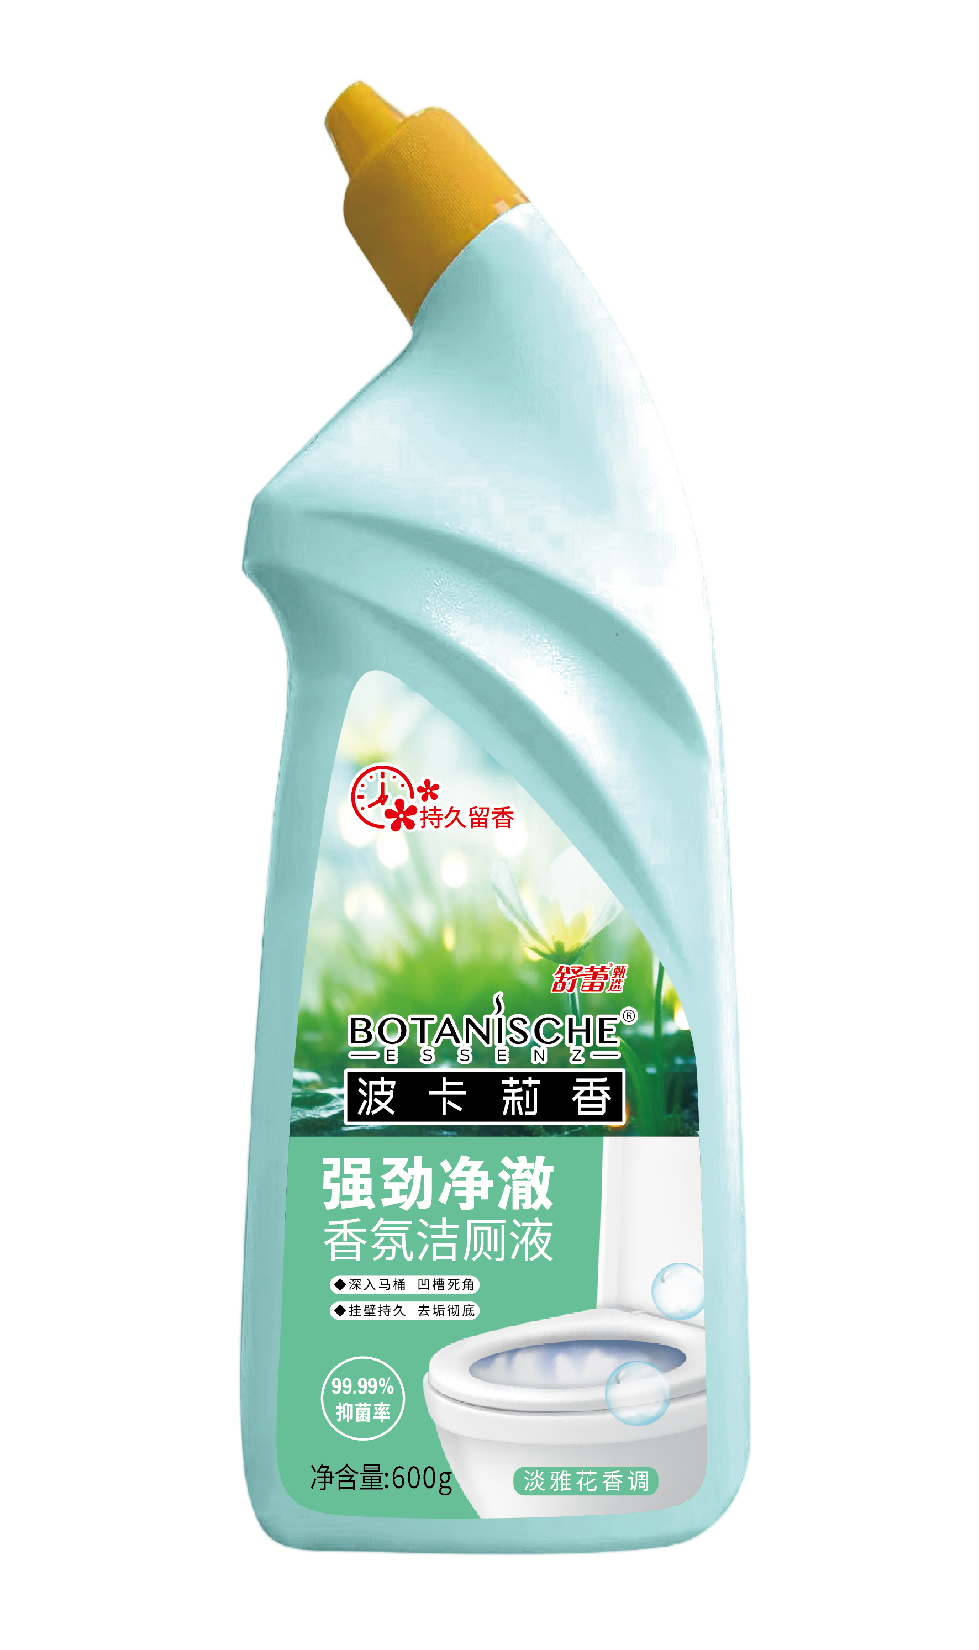 持久留香
舒蕾甄选
BOTANISCHE®
ESSENZ
波卡莉香
强劲净澈
香氛洁厕液
◆深入马桶 凹槽死角
◆挂壁持久 去垢彻底
99.99%
抑菌率
净含量:600g
淡雅花香调